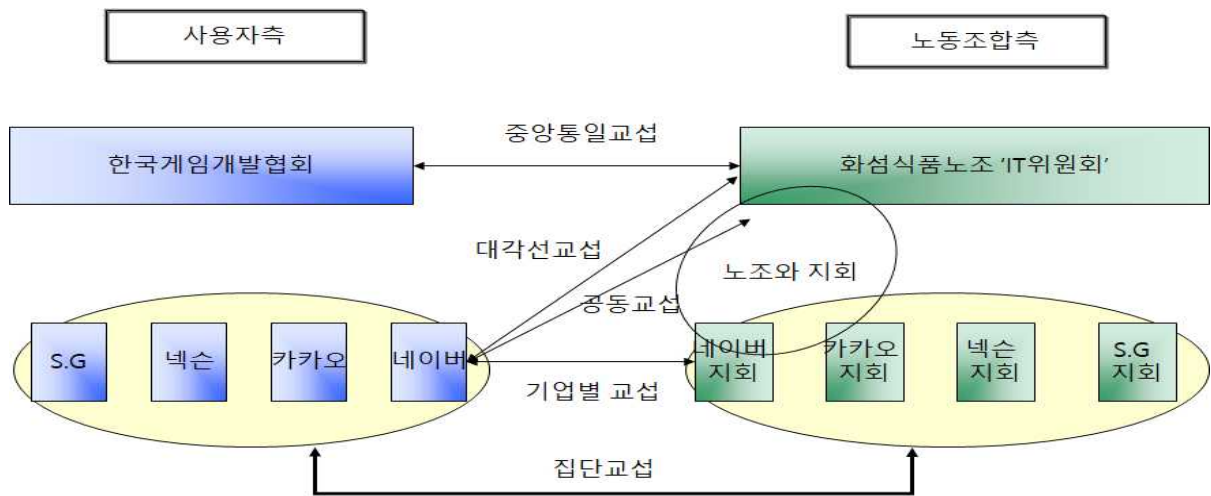 사용자측
노동조합측
한국게임개발협회
중앙통일교섭
화섬식품노조 ‘IT위원회’
대각선교섭
노조와 지회
공동교섭
S.G
넥슨
카카오
네이버
기업별 교섭
네이버
지회
카카오
지회
넥슨
지회
S.G
지회
집단교섭